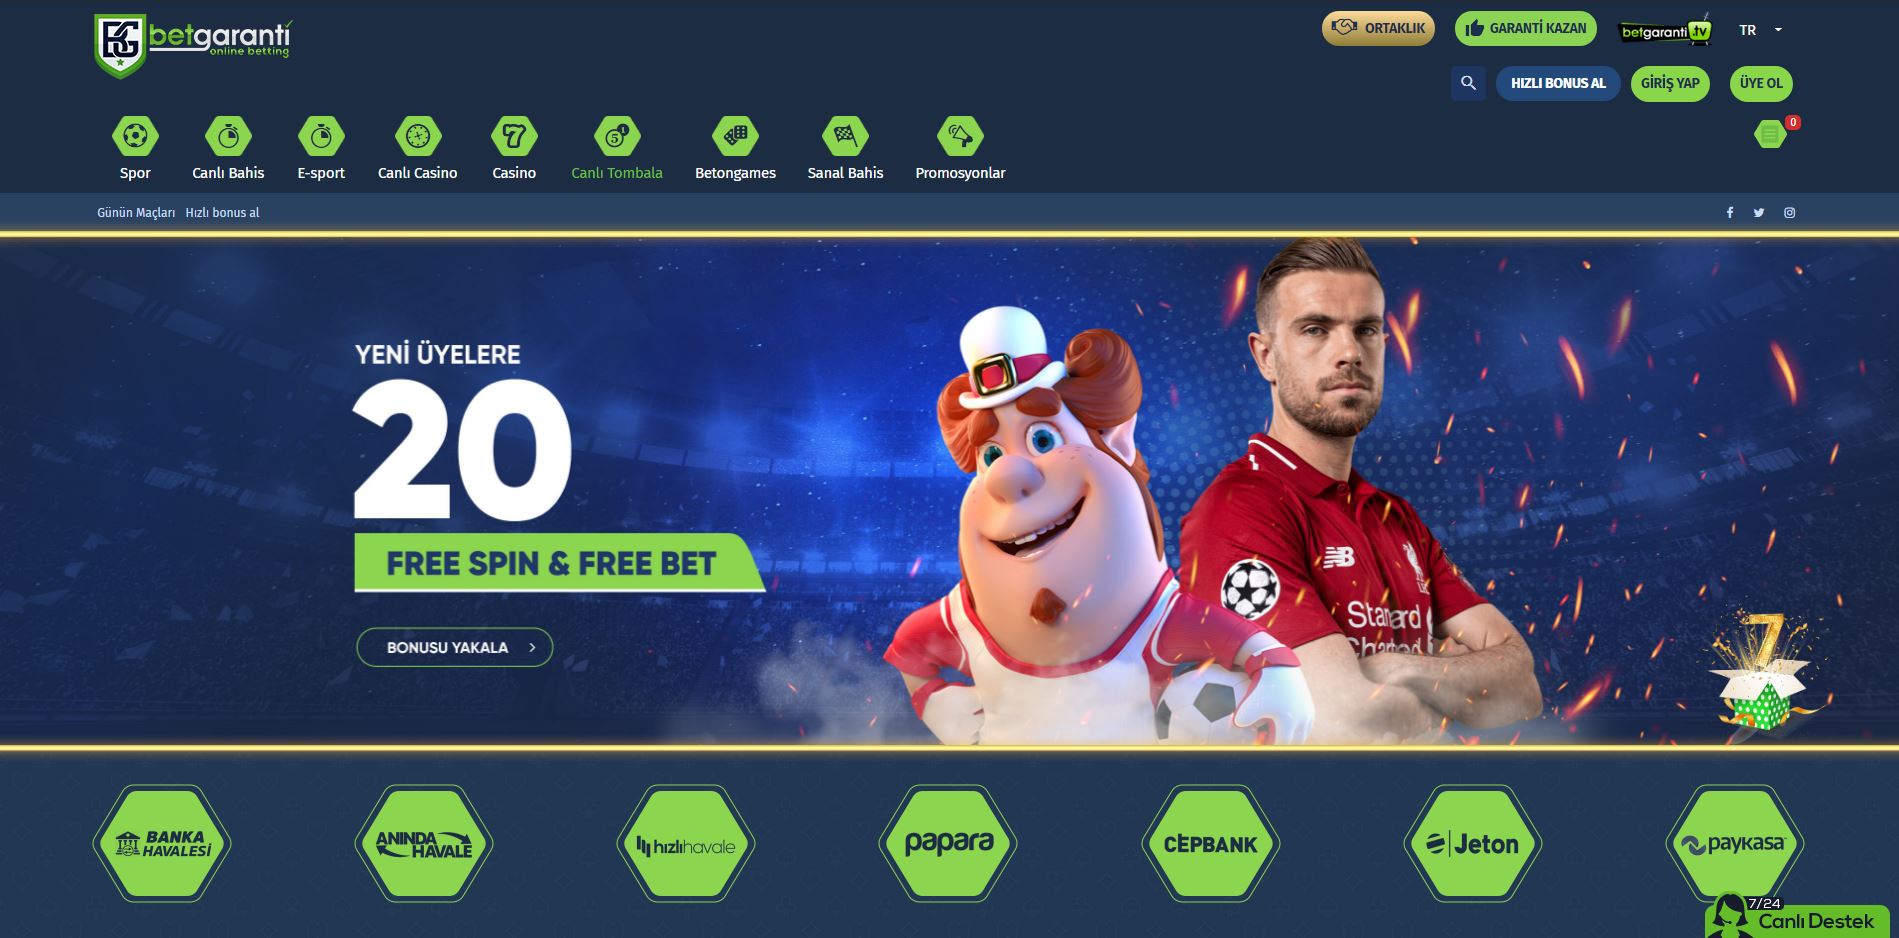 betgaranti
online betting
ORTAKLIK
GARANTİ KAZAN
betgaranti.tv
TR
HIZLI BONUS AL
GİRİŞ YAP
ÜYE OL
Spor
Canlı Bahis
E-sport
Canlı Casino
Casino
Canlı Tombala
Betongames
Sanal Bahis
Promosyonlar
0
Günün Maçları
Hızlı bonus al
YENİ ÜYELERE
20
FREE SPIN & FREE BET
BONUSU YAKALA
NB
Standard
Chartered
7
BANKA
HAVALESİ
ANINDA
HAVALE
hızlıhavale
papara
CEPBANK
Jeton
PAYKASA
7/24
Canlı Destek